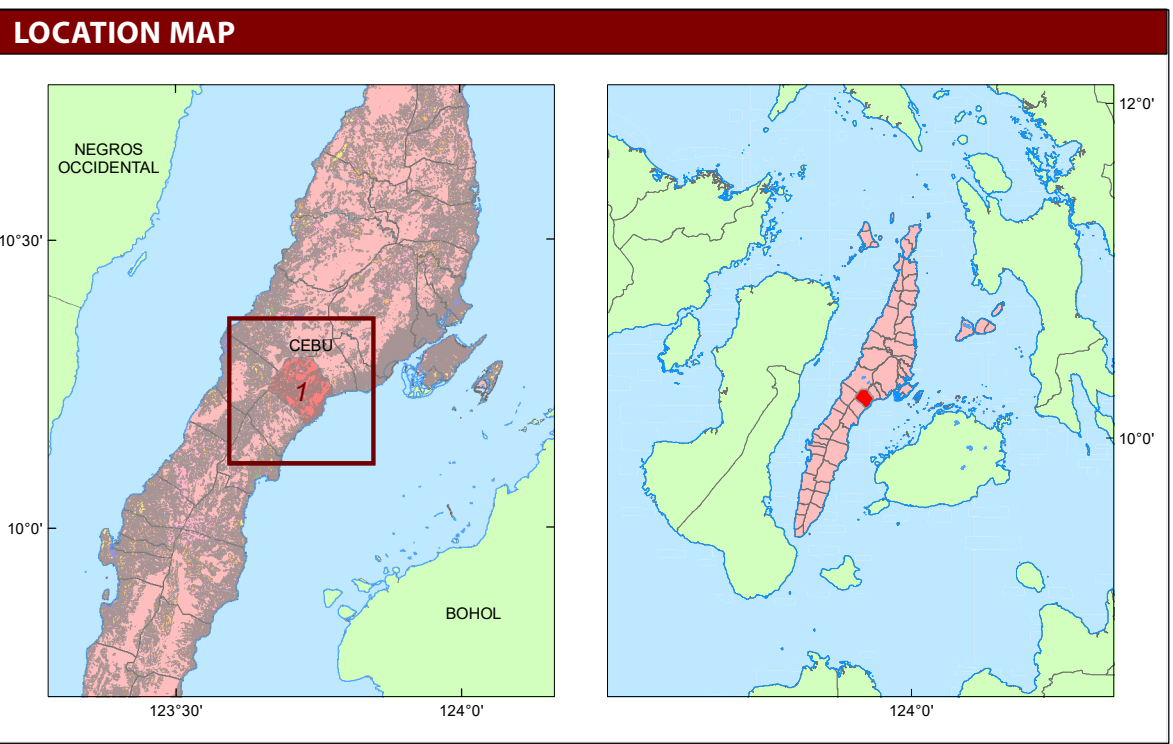 LOCATION MAP
NEGROS
OCCIDENTAL
10°30'
CEBU
1
10°0'
BOHOL
123°30'
124°0'
12°0'
10°0'
124°0'